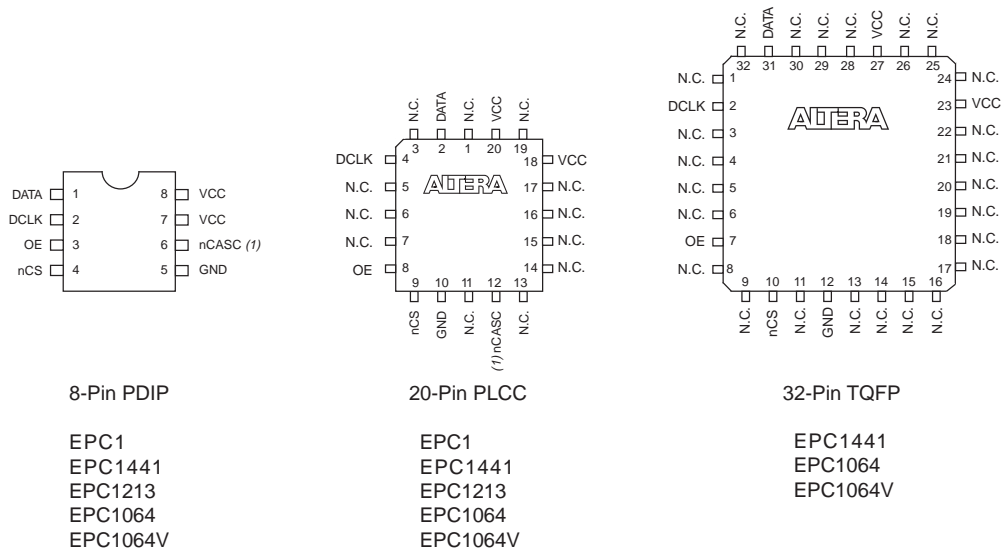 DATA 1 8 VCC
DCLK 2 7 VCC
OE 3 6 nCASC (1)
nCS 4 5 GND
8-Pin PDIP
EPC1
EPC1441
EPC1213
EPC1064
EPC1064V
N.C. DATA N.C. VCC N.C.
3 2 1 20 19
DCLK 4 18 VCC
N.C. 5 ALTERA 17 N.C.
N.C. 6 16 N.C.
N.C. 7 15 N.C.
OE 8 14 N.C.
9 10 11 12 13
nCS GND N.C. (1) nCASC N.C.
20-Pin PLCC
EPC1
EPC1441
EPC1213
EPC1064
EPC1064V
N.C. DATA N.C. N.C. N.C. VCC N.C. N.C.
32 31 30 29 28 27 26 25
N.C. 1 24 N.C.
DCLK 2 ALTERA 23 VCC
N.C. 3 22 N.C.
N.C. 4 21 N.C.
N.C. 5 20 N.C.
N.C. 6 19 N.C.
OE 7 18 N.C.
N.C. 8 17 N.C.
9 10 11 12 13 14 15 16
N.C. nCS N.C. GND N.C. N.C. N.C. N.C.
32-Pin TQFP
EPC1441
EPC1064
EPC1064V